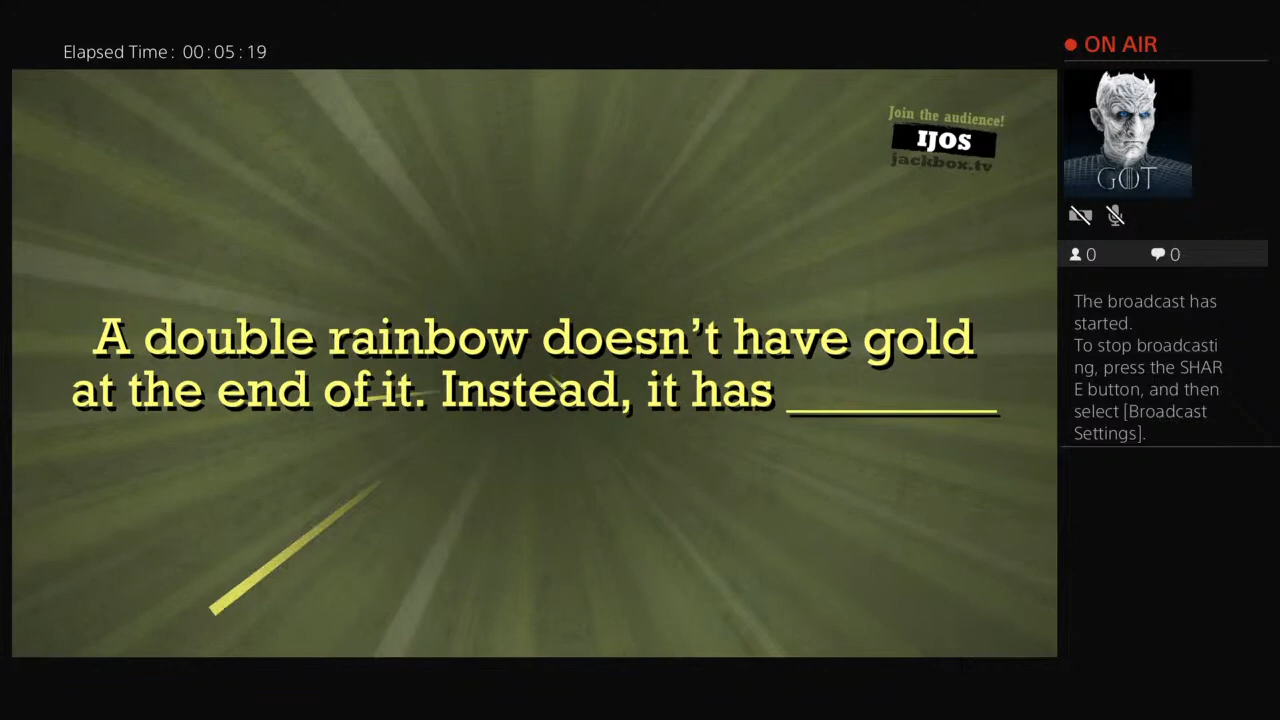 Elapsed Time: 00:05:19
ON AIR
Join the audience!
IJOS
jackbox.tv
GOT
0 0
A double rainbow doesn't have gold
at the end of it. Instead, it has ________
The broadcast has
started.
To stop broadcasti
ng, press the SHAR
E button, and then
select [Broadcast
Settings].